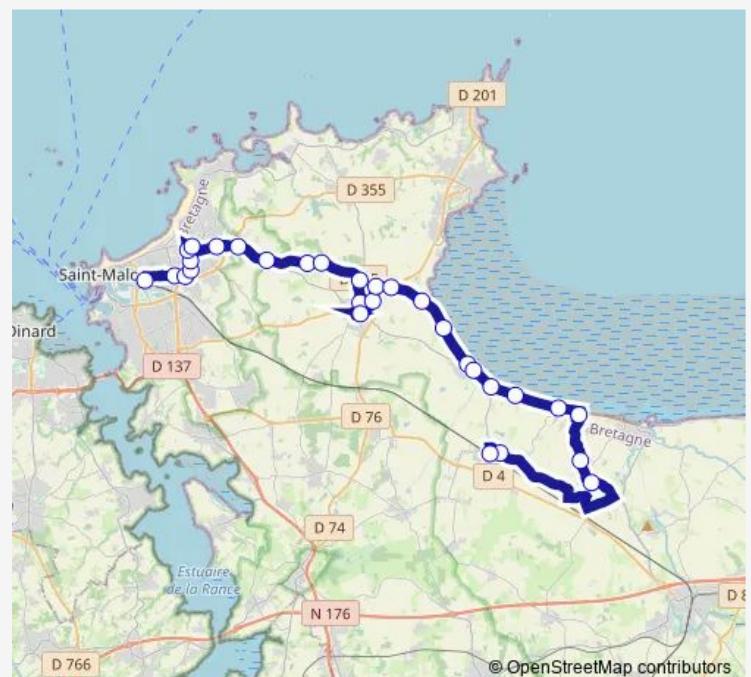 D 201
Bretagne
D 355
Saint-Malo
Dinard
D 137
D 76
Bretagne
D 4
D 74
Estuaire
de la Rance
N 176
D 8
D 766
© OpenStreetMap contributors